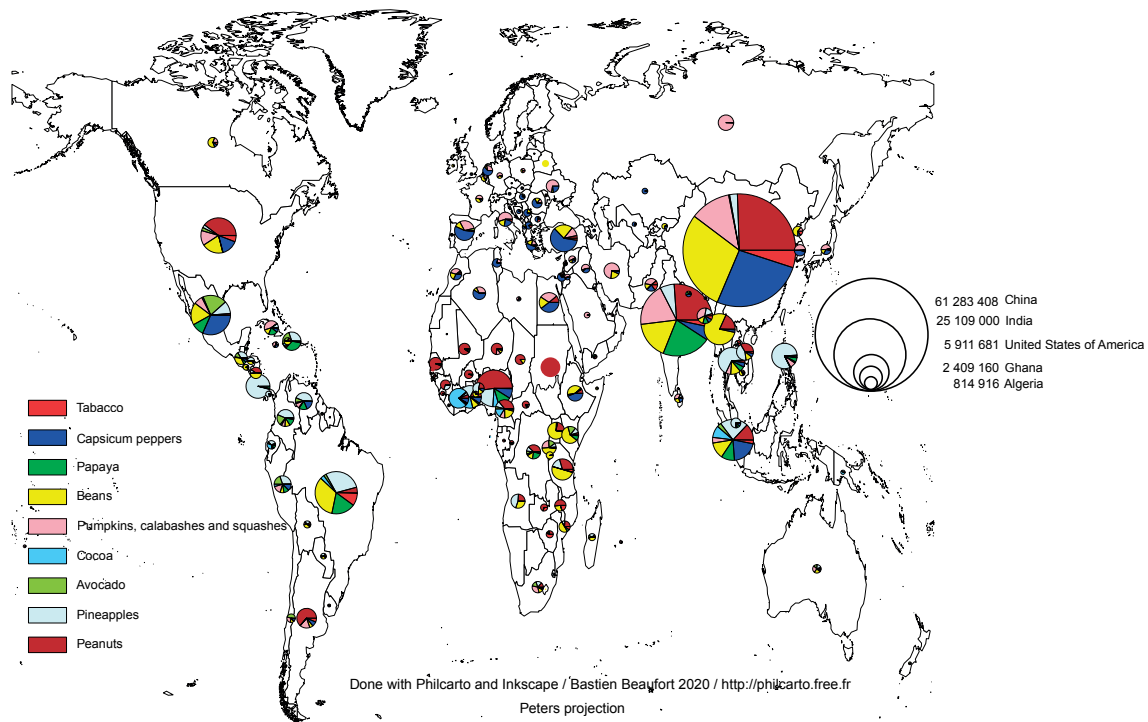 61 283 408 China
25 109 000 India
5 911 681 United States of America
2 409 160 Ghana
814 916 Algeria
Tabacco
Capsicum peppers
Papaya
Beans
Pumpkins, calabashes and squashes
Cocoa
Avocado
Pineapples
Peanuts
Done with Philcarto and Inkscape / Bastien Beaufort 2020 / http://philcarto.free.fr
Peters projection